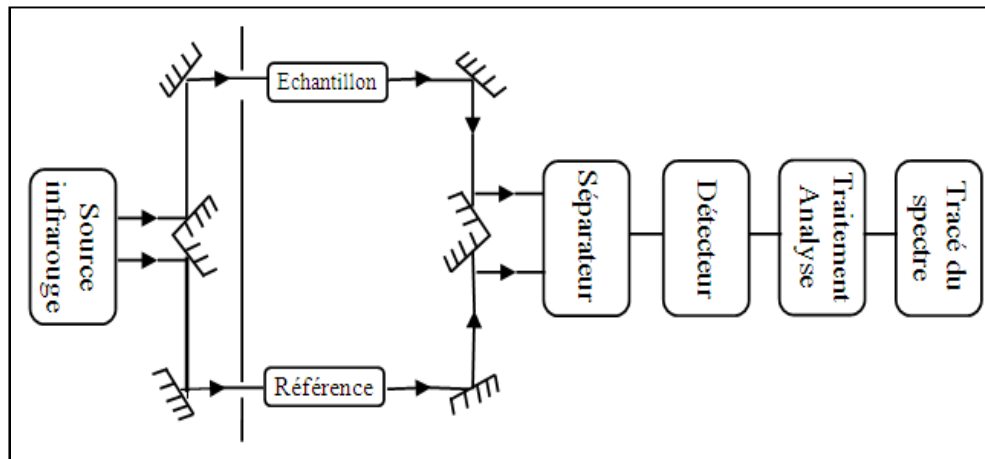 Echantillon
Source
infrarouge
Séparateur
Détecteur
Traitement
Analyse
Tracé du
spectre
Référence